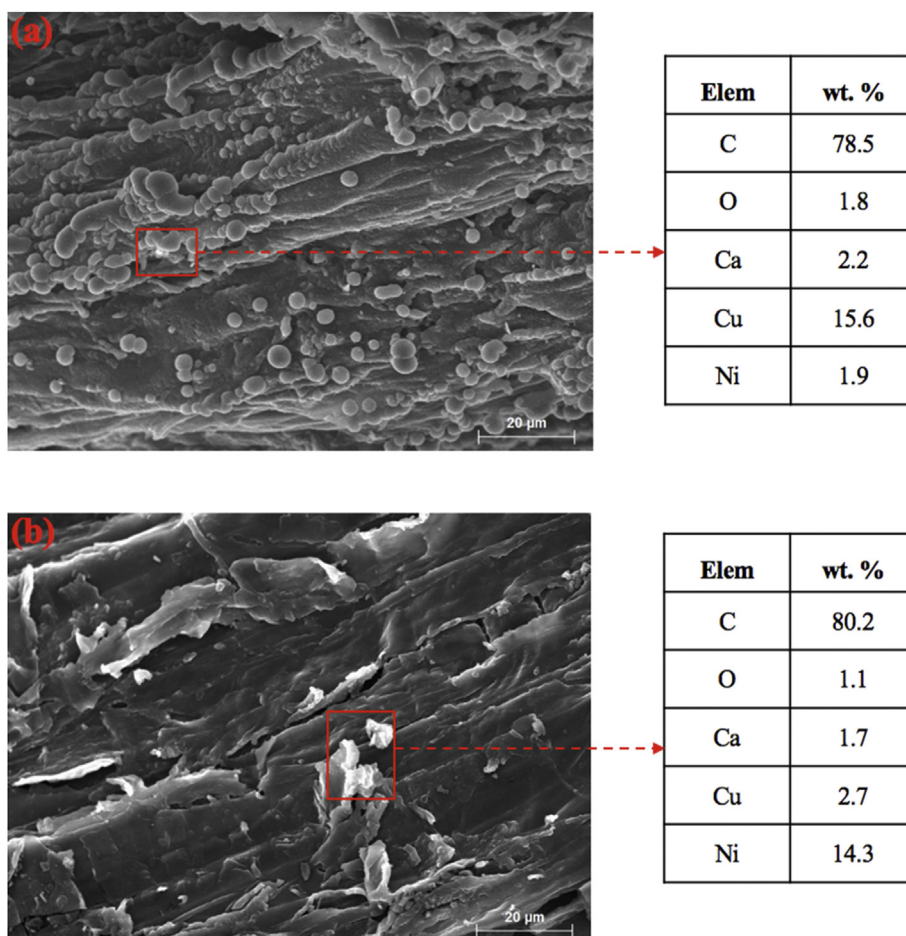 (a)
Elem wt. %
C 78.5
O 1.8
Ca 2.2
Cu 15.6
Ni 1.9
20 µm
(b)
Elem wt. %
C 80.2
O 1.1
Ca 1.7
Cu 2.7
Ni 14.3
20 µm